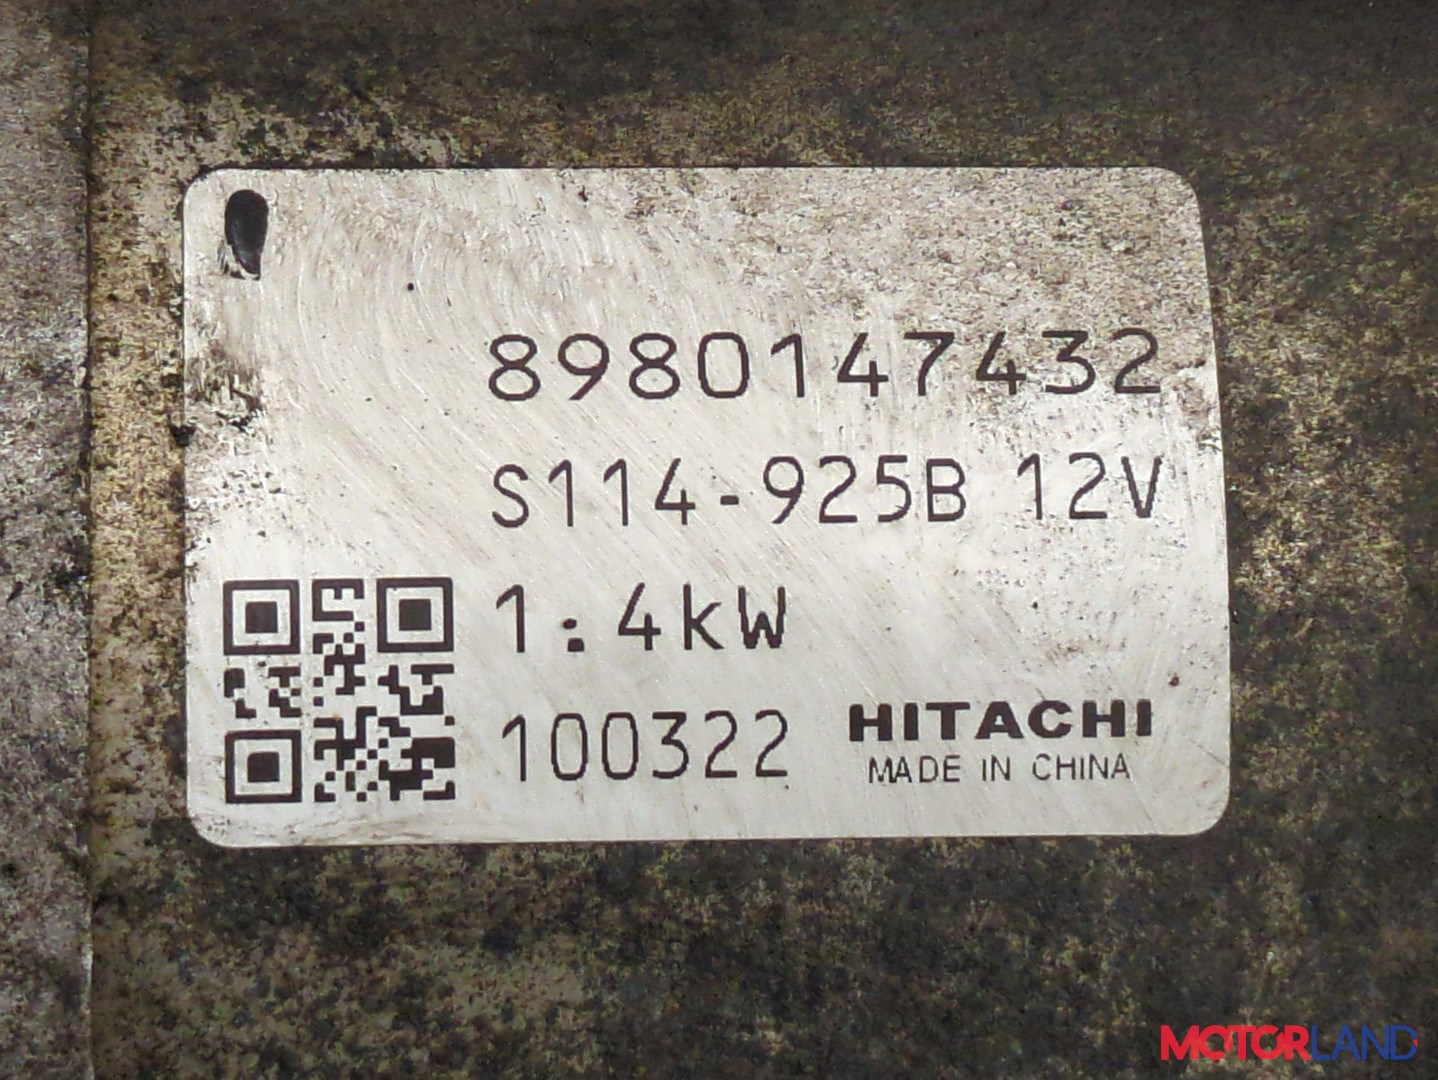 8980147432
S114-925B 12V
1.4kW
100322 HITACHI
MADE IN CHINA
MOTORLAND